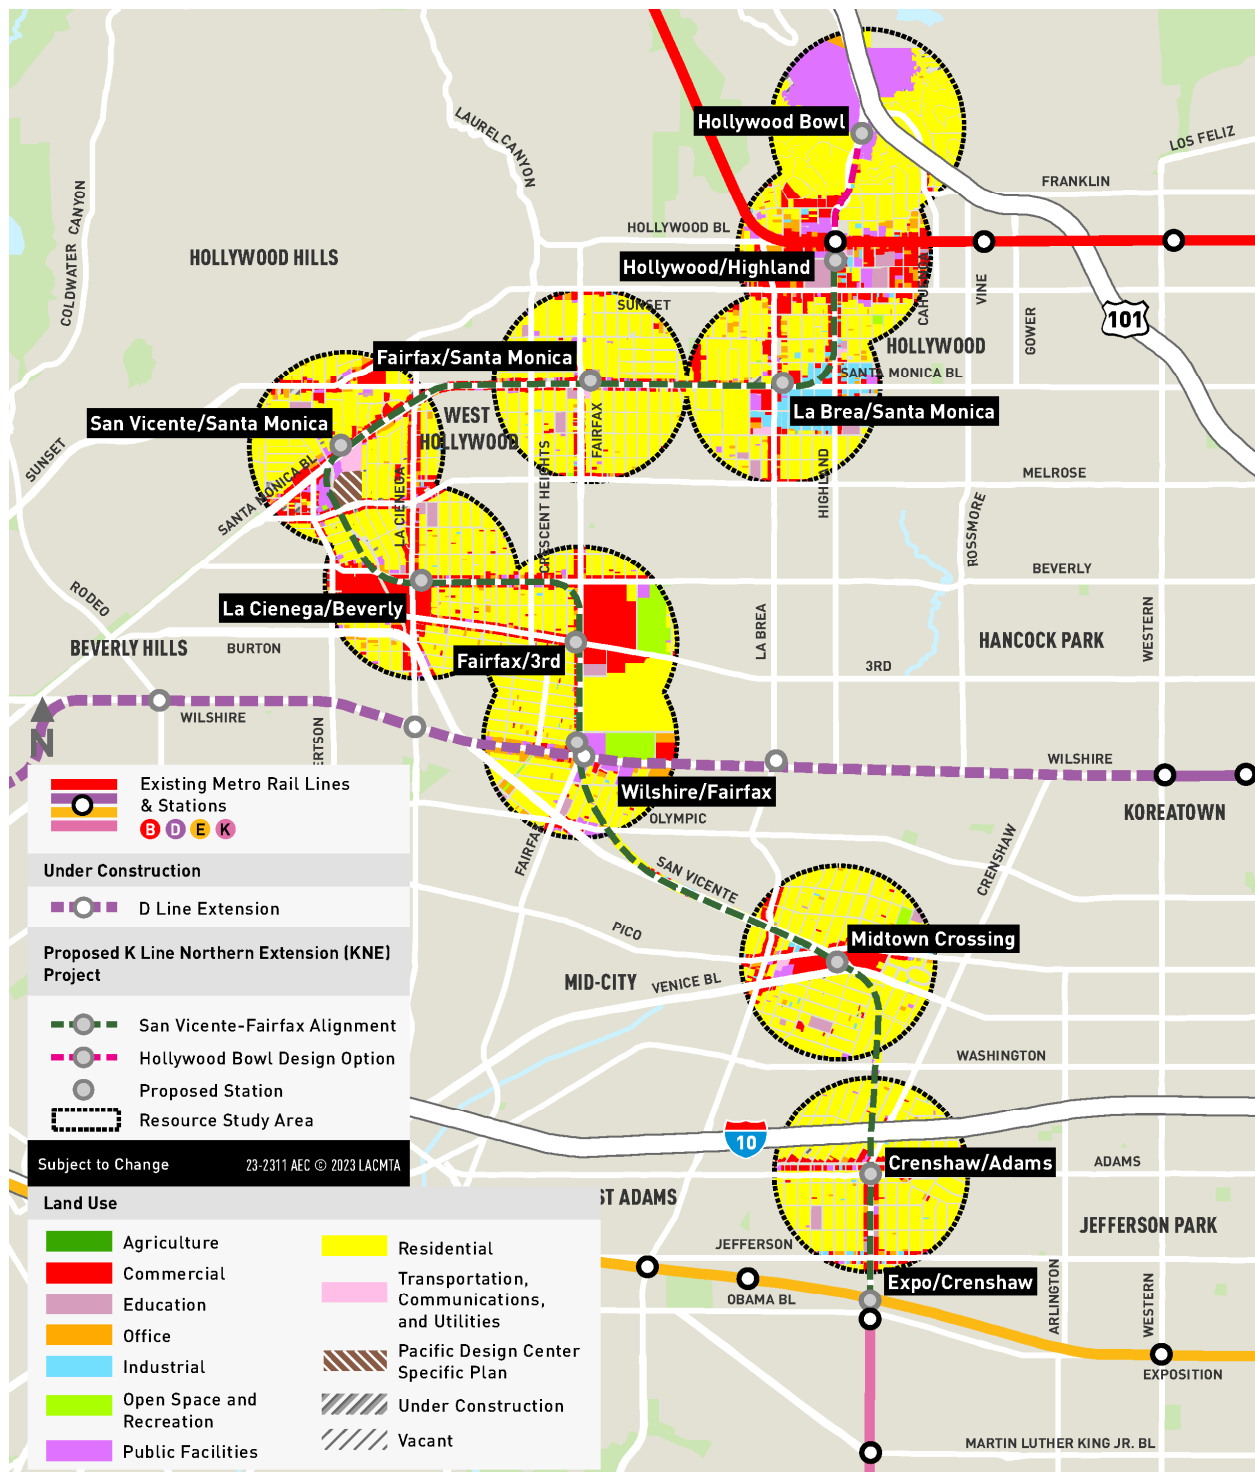 Hollywood Bowl
LAUREL CANYON
LOS FELIZ
FRANKLIN
COLDWATER CANYON
HOLLYWOOD BL
HOLLYWOOD HILLS
Hollywood/Highland
CAHUENGA
VINE
GOWER
SUNSET
101
HOLLYWOOD
Fairfax/Santa Monica
SANTA MONICA BL
WEST
HOLLYWOOD
FAIRFAX
La Brea/Santa Monica
San Vicente/Santa Monica
SUNSET
SANTA MONICA BL
LA CIENEGA
CRESCENT HEIGHTS
HIGHLAND
MELROSE
ROSSMORE
BEVERLY
RODEO
La Cienega/Beverly
LA BREA
WESTERN
BEVERLY HILLS
BURTON
Fairfax/3rd
HANCOCK PARK
3RD
N
WILSHIRE
ERTSON
WILSHIRE
Wilshire/Fairfax
KOREATOWN
OLYMPIC
FAIRFAX
SAN VICENTE
CRENSHAW
PICO
Midtown Crossing
MID-CITY
VENICE BL
WASHINGTON
10
Crenshaw/Adams
ADAMS
ST ADAMS
JEFFERSON PARK
JEFFERSON
Expo/Crenshaw
OBAMA BL
ARLINGTON
WESTERN
EXPOSITION
MARTIN LUTHER KING JR. BL
Existing Metro Rail Lines
& Stations
B D E K
Under Construction
D Line Extension
Proposed K Line Northern Extension (KNE)
Project
San Vicente-Fairfax Alignment
Hollywood Bowl Design Option
Proposed Station
Resource Study Area
Subject to Change
23-2311 AEC © 2023 LACMTA
Land Use
Agriculture
Commercial
Education
Office
Industrial
Open Space and
Recreation
Public Facilities
Residential
Transportation,
Communications,
and Utilities
Pacific Design Center
Specific Plan
Under Construction
Vacant